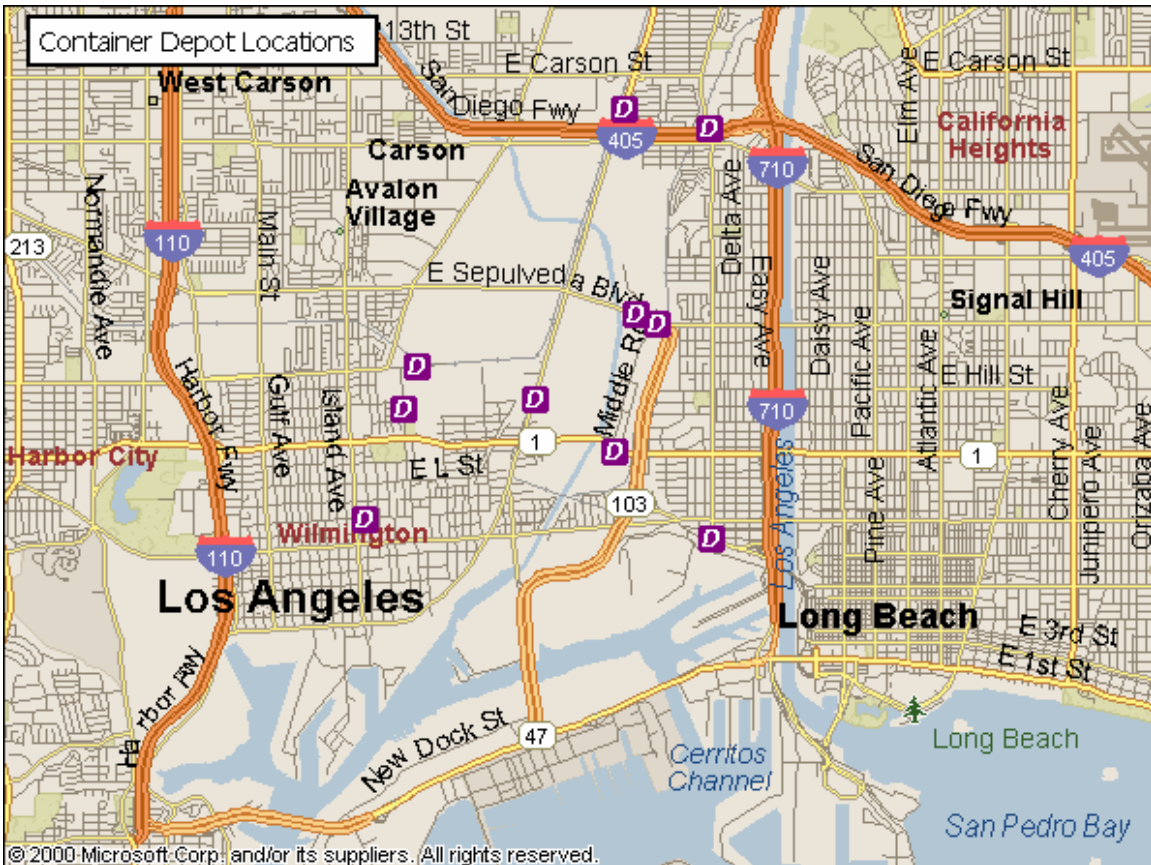 Container Depot Locations
213th St
E Carson St
E Carson St
West Carson
San
Diego Fwy
Elm Ave
D
D
405
California
Heights
Carson
710
Delta Ave
San Diego Fwy
Avalon
Village
Normandie Ave
Main St
110
213
405
E Sepulveda Blvd
Easy Ave
Daisy Ave
Signal Hill
D
D
Middle Rd
Pacific Ave
Atlantic Ave
D
E Hill St
Harbor Fwy
Gulf Ave
Island Ave
D
D
710
1
D
1
Harbor City
E L St
Cherry Ave
Junipero Ave
Orizaba Ave
103
Los Angeles
Pine Ave
D
Wilmington
D
110
Los Angeles
Long Beach
E 3rd St
E 1st St
rbor Fwy
Ha
New Dock St
47
Long Beach
Cerritos
Channel
San Pedro Bay
© 2000 Microsoft Corp. and/or its suppliers. All rights reserved.